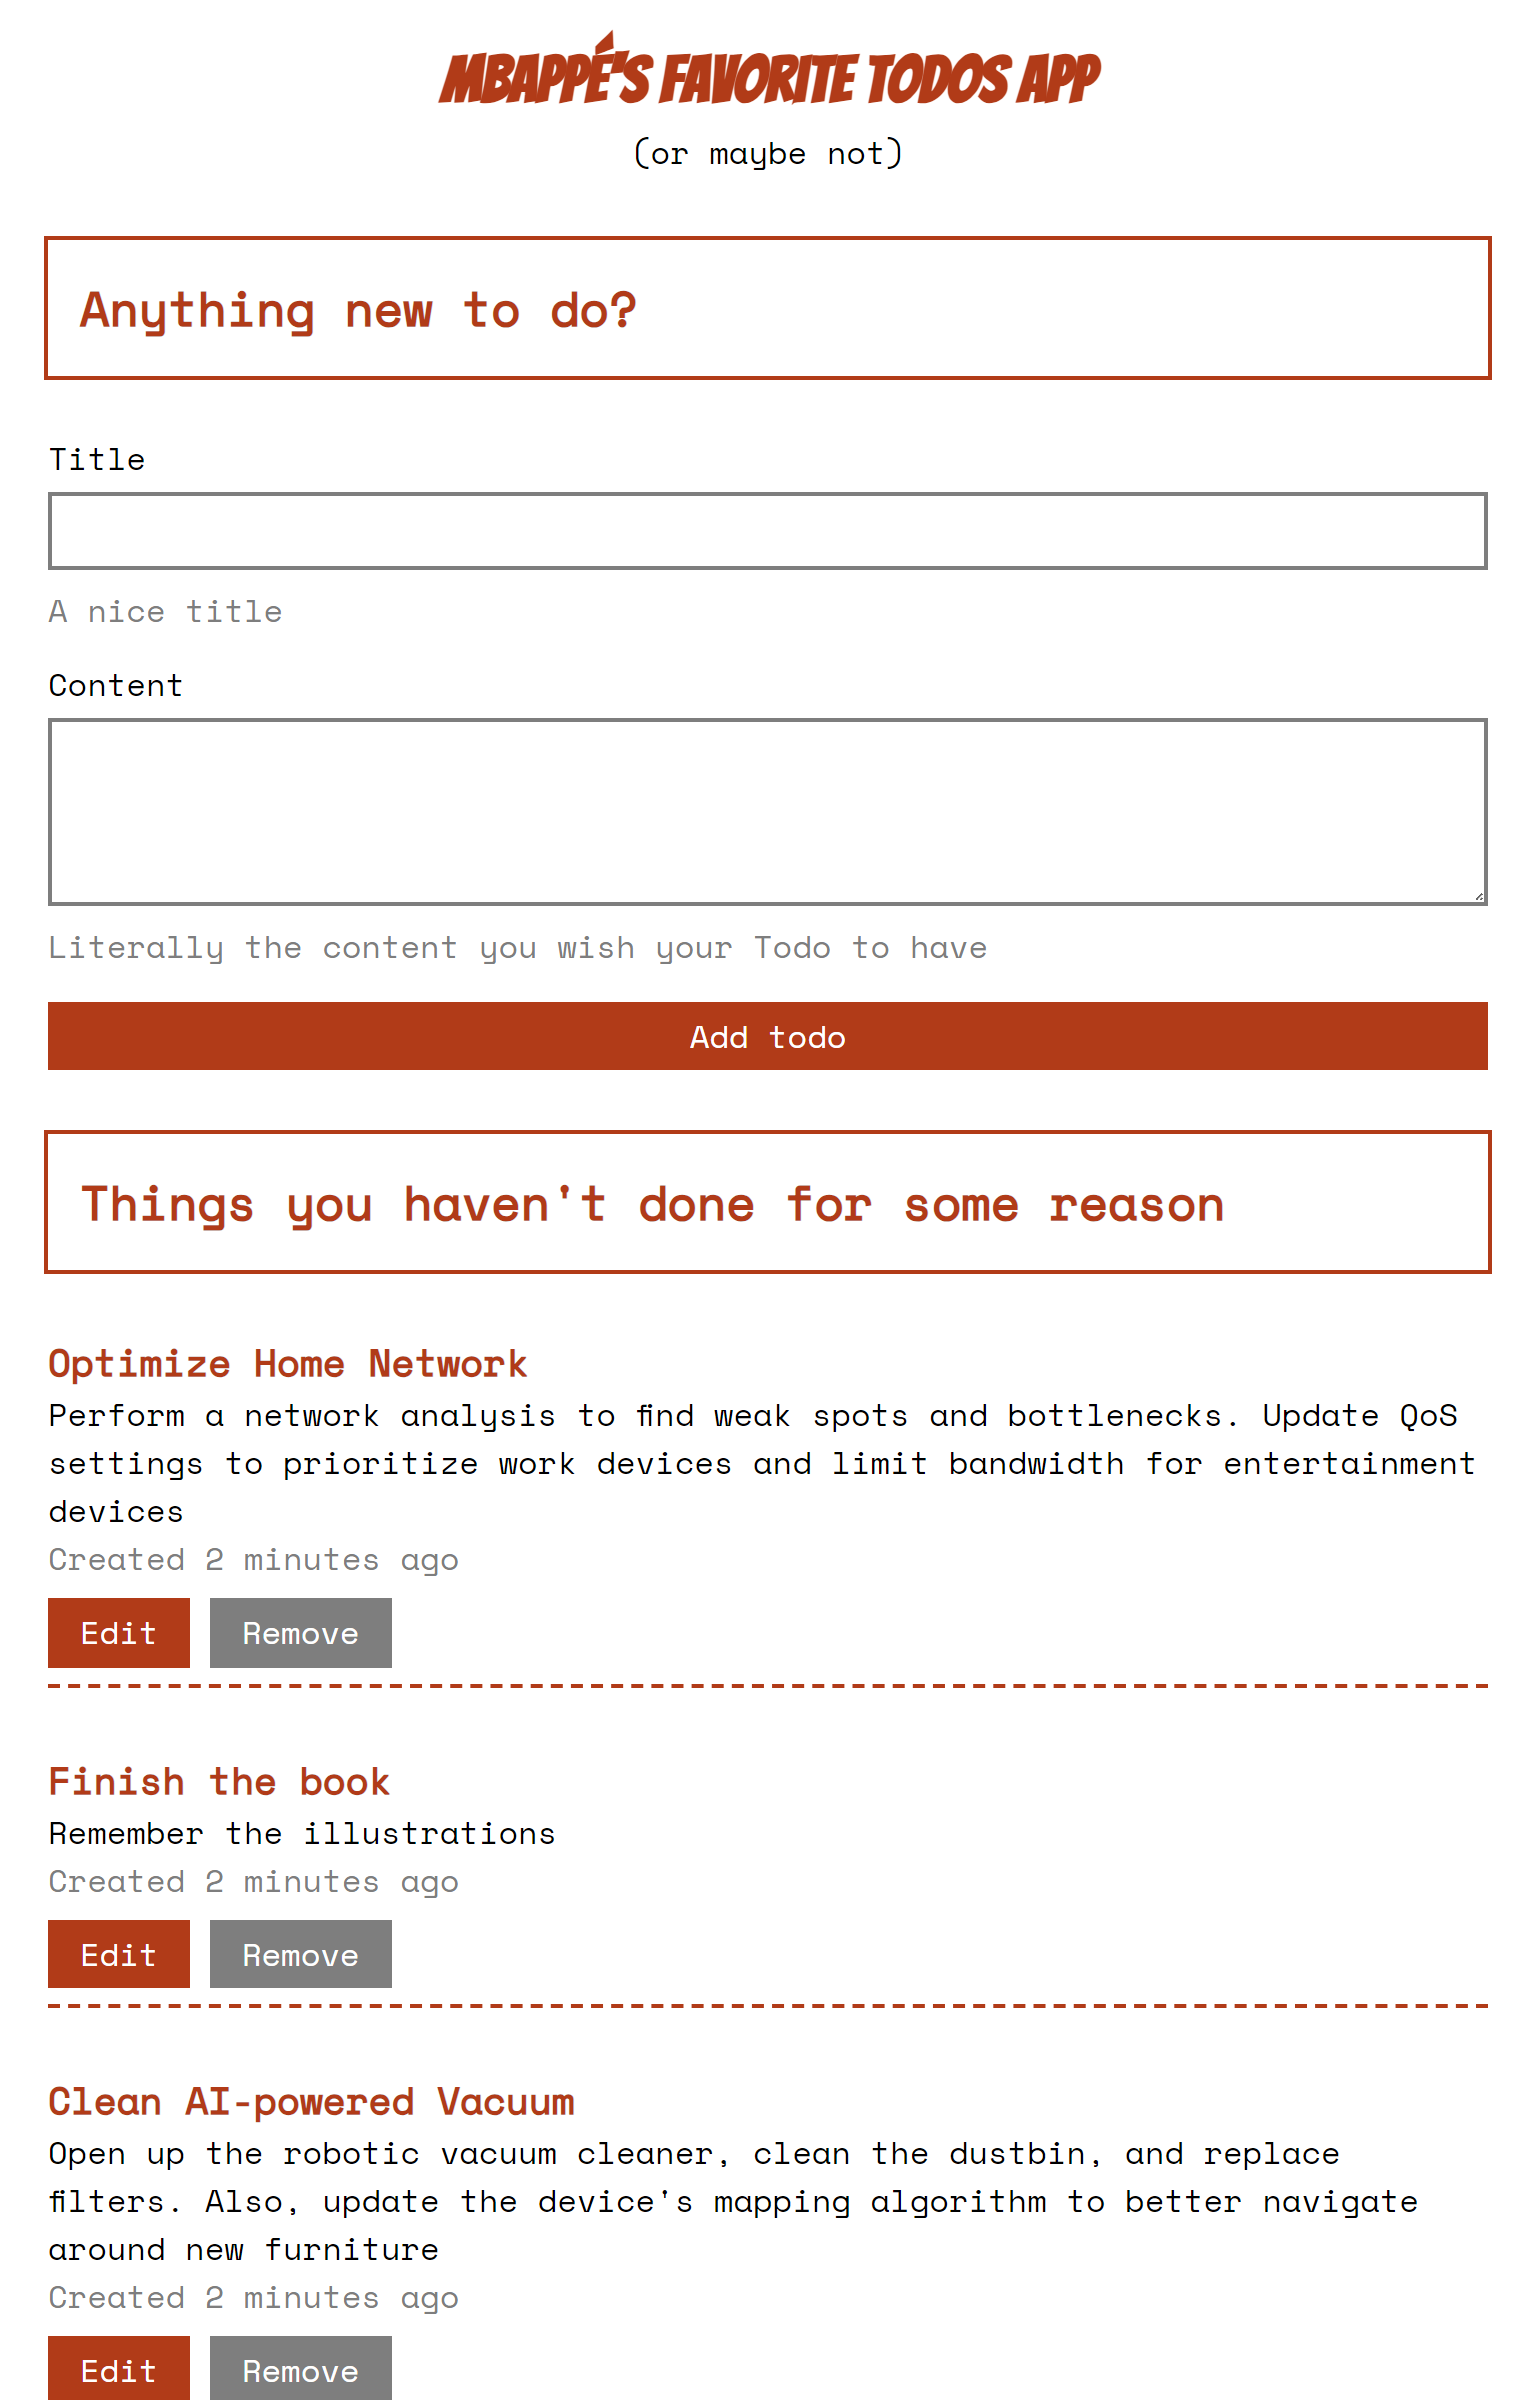 MBAPPÉ'S FAVORITE TODOS APP
(or maybe not)
Anything new to do?
Title
A nice title
Content
Literally the content you wish your Todo to have
Add todo
Things you haven't done for some reason
Optimize Home Network
Perform a network analysis to find weak spots and bottlenecks. Update QoS
settings to prioritize work devices and limit bandwidth for entertainment
devices
Created 2 minutes ago
Edit Remove
Finish the book
Remember the illustrations
Created 2 minutes ago
Edit Remove
Clean AI-powered Vacuum
Open up the robotic vacuum cleaner, clean the dustbin, and replace
filters. Also, update the device's mapping algorithm to better navigate
around new furniture
Created 2 minutes ago
Edit Remove